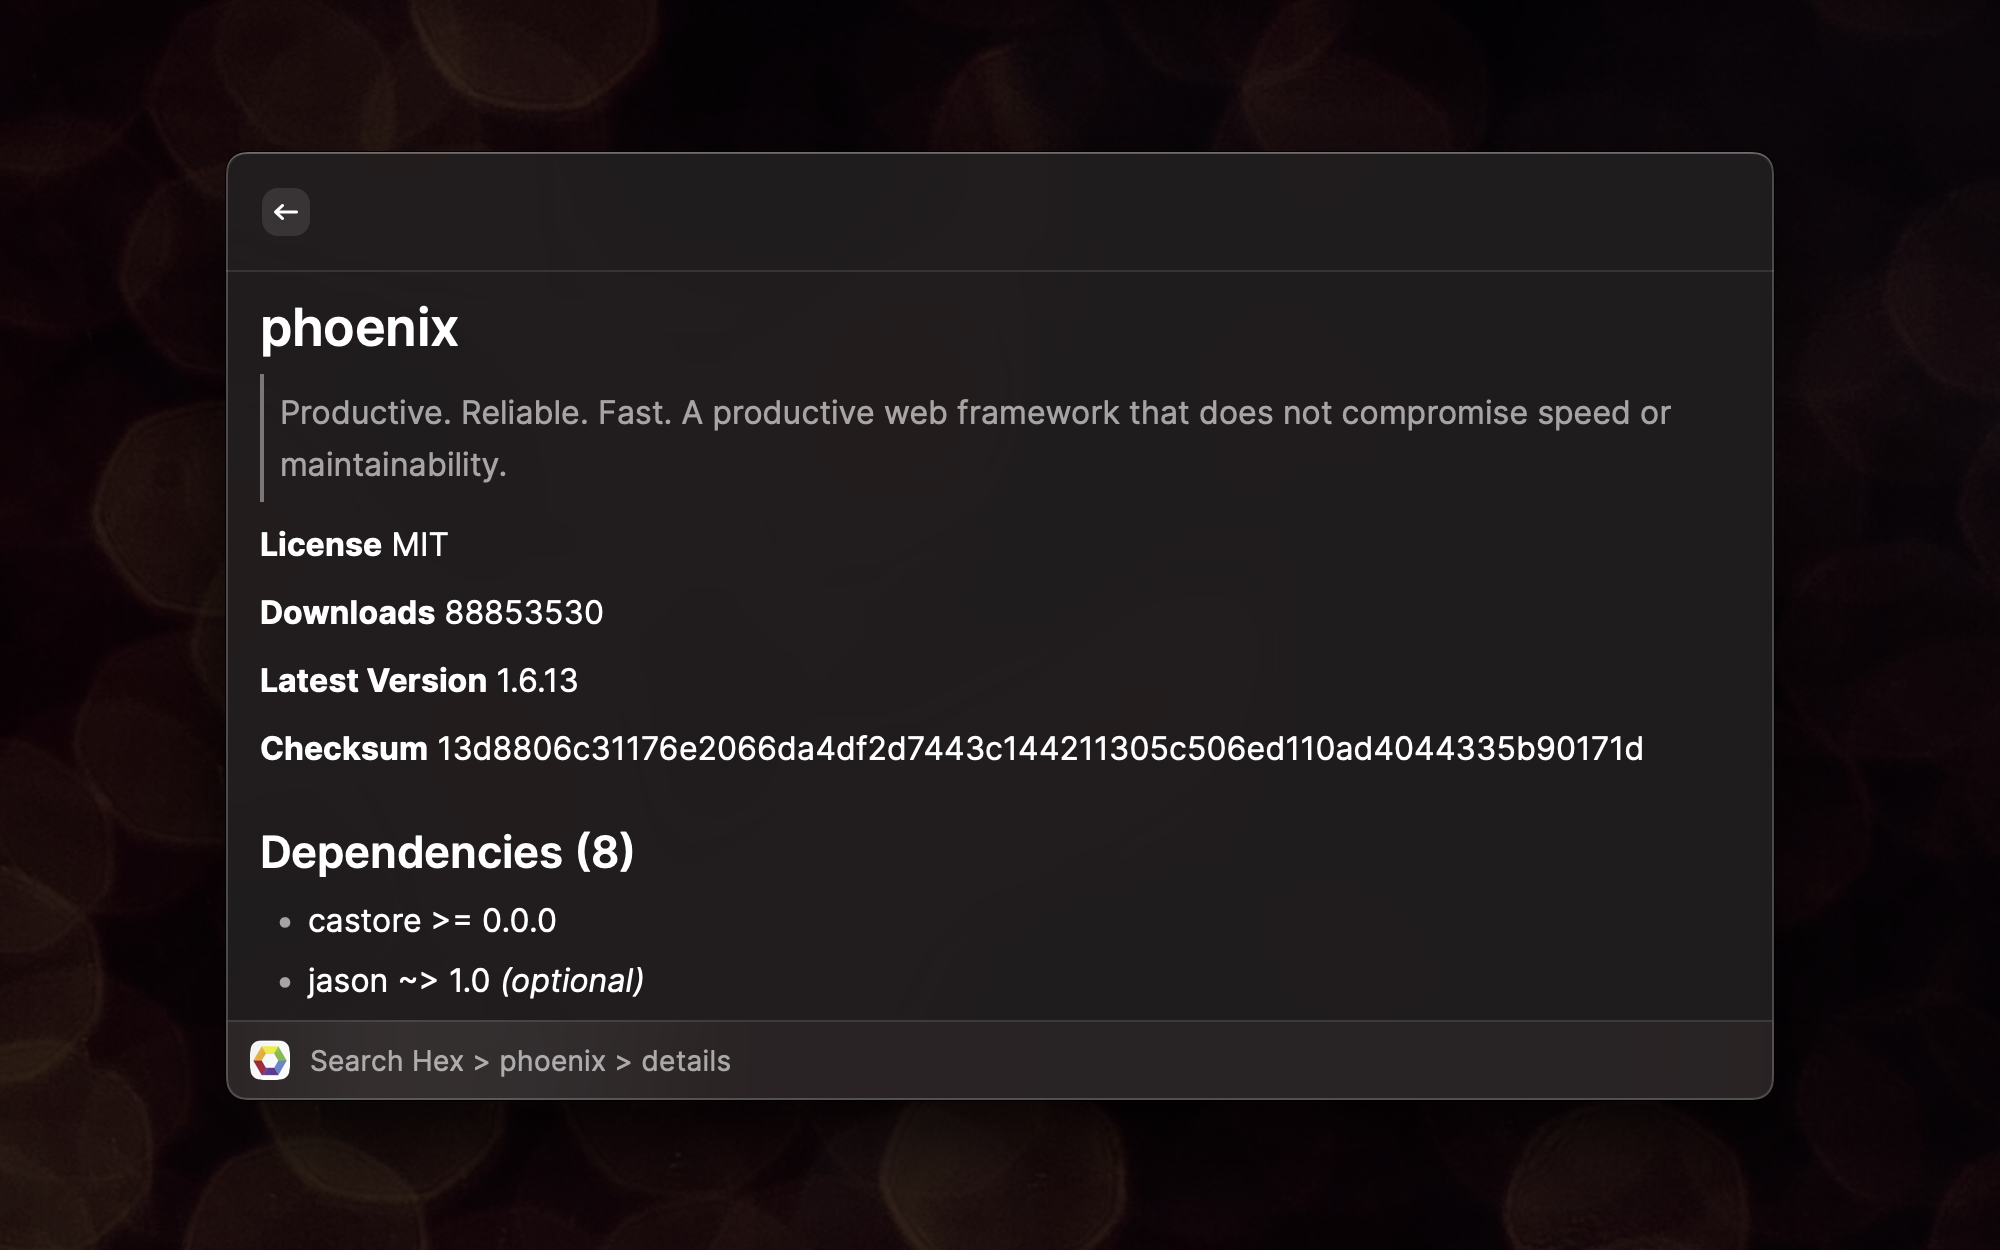 phoenix
Productive. Reliable. Fast. A productive web framework that does not compromise speed or
maintainability.
License MIT
Downloads 88853530
Latest Version 1.6.13
Checksum 13d8806c31176e2066da4df2d7443c144211305c506ed110ad4044335b90171d
Dependencies (8)
castore >= 0.0.0
jason ~> 1.0 (optional)
Search Hex > phoenix > details